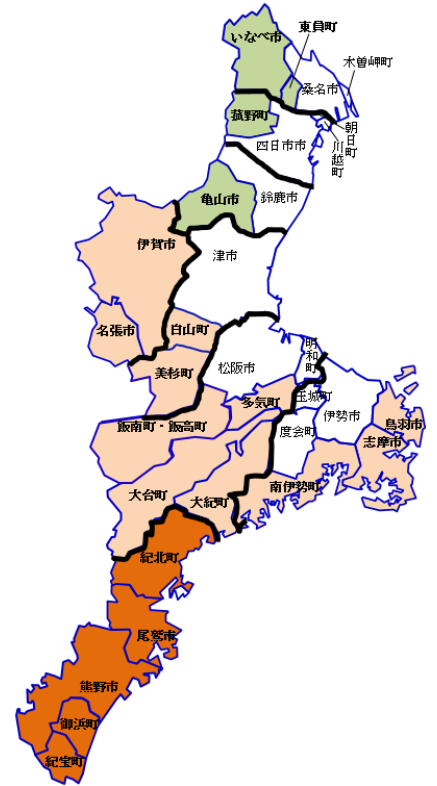 東員町
いなべ市
木曽岬町
桑名市
菰野町
朝日町
川越町
四日市市
亀山市
鈴鹿市
伊賀市
津市
名張市
白山町
明和町
美杉町
松阪市
多気町
玉城町
鳥羽市
伊勢市
飯南町・飯高町
度会町
志摩市
南伊勢町
大台町
大紀町
紀北町
尾鷲市
熊野市
御浜町
紀宝町